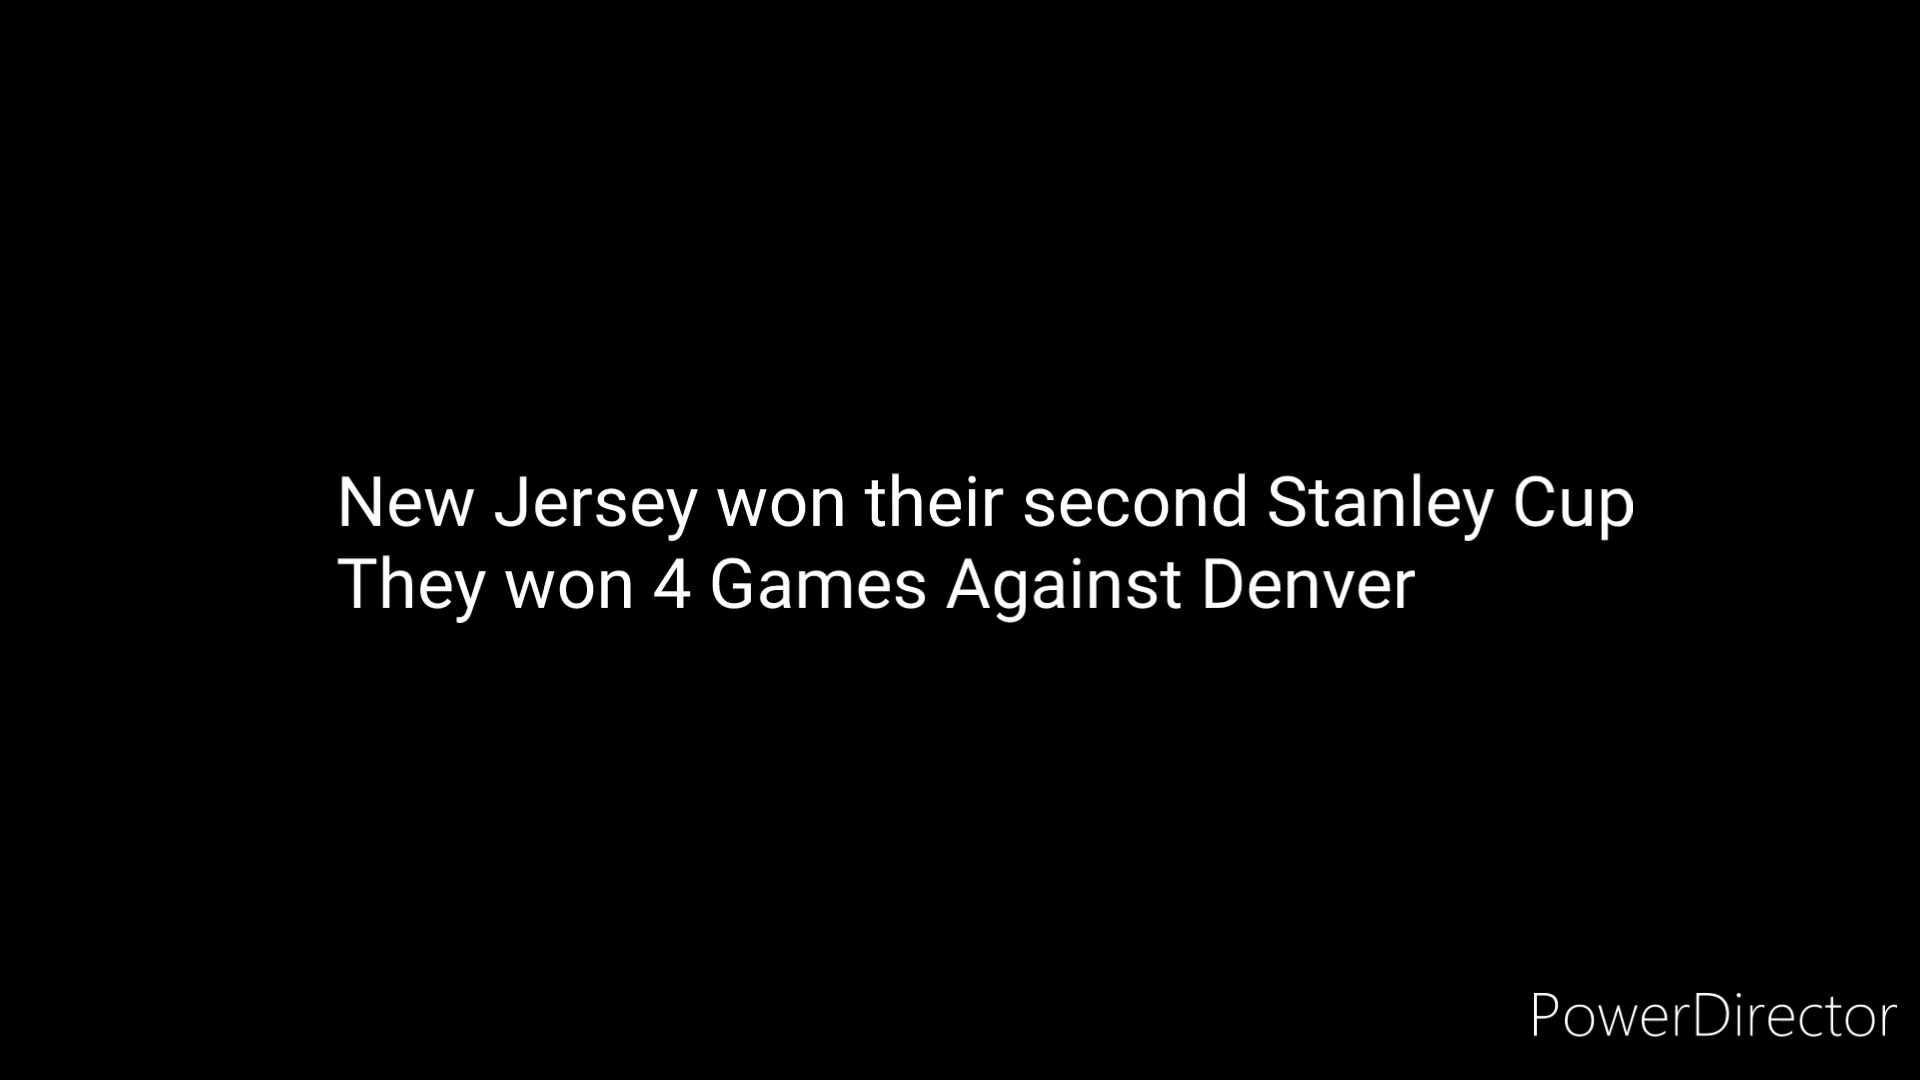 New Jersey won their second Stanley Cup
They won 4 Games Against Denver
PowerDirector